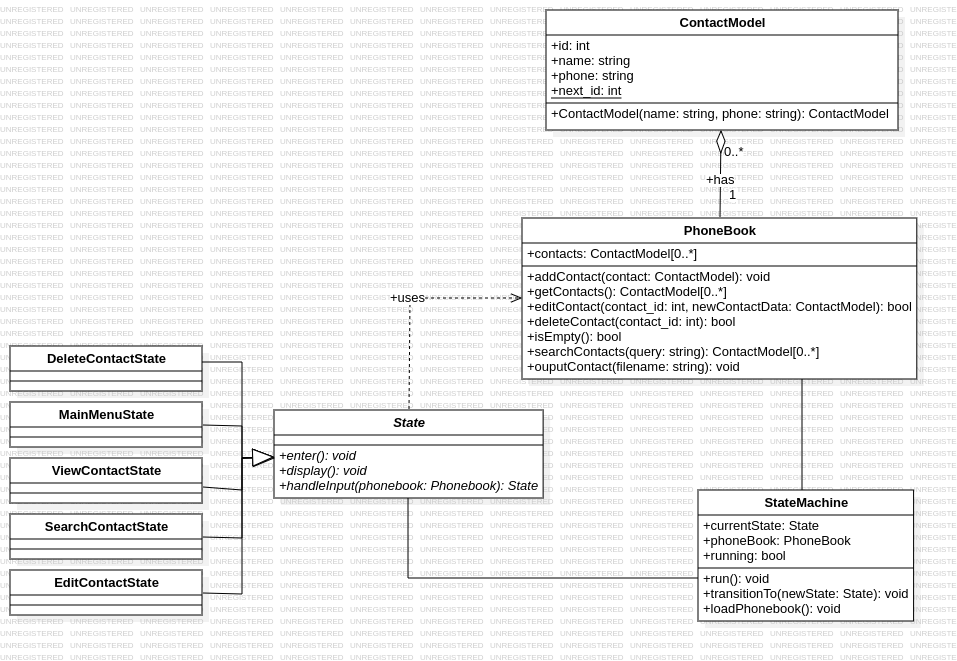 ContactModel
+id: int
+name: string
+phone: string
+next_id: int
+ContactModel(name: string, phone: string): ContactModel
0..*
+has
1
PhoneBook
+contacts: ContactModel[0..*]
+addContact(contact: ContactModel): void
+getContacts(): ContactModel[0..*]
+editContact(contact_id: int, newContactData: ContactModel): bool
+deleteContact(contact_id: int): bool
+isEmpty(): bool
+searchContacts(query: string): ContactModel[0..*]
+ouputContact(filename: string): void
+uses
DeleteContactState
MainMenuState
ViewContactState
SearchContactState
EditContactState
State
+enter(): void
+display(): void
+handleInput(phonebook: Phonebook): State
StateMachine
+currentState: State
+phoneBook: PhoneBook
+running: bool
+run(): void
+transitionTo(newState: State): void
+loadPhonebook(): void
UNREGISTERED